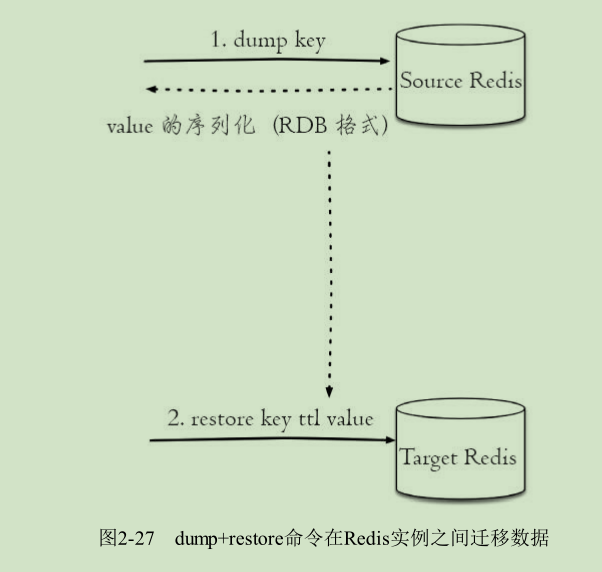 1. dump key
Source Redis
value 的序列化 (RDB 格式)
2. restore key ttl value
Target Redis
图2-27 dump+restore命令在Redis实例之间迁移数据